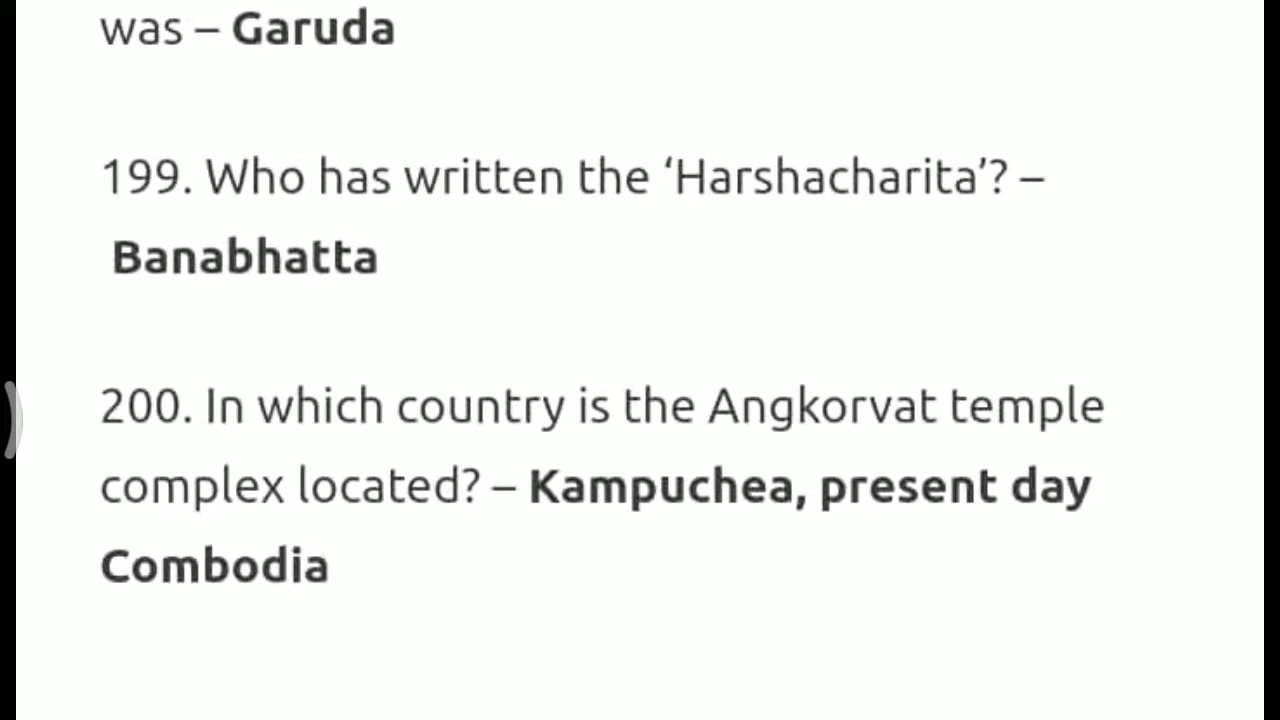 was – Garuda
199. Who has written the ‘Harshacharita’? –
Banabhatta
200. In which country is the Angkorvat temple
complex located? – Kampuchea, present day
Combodia